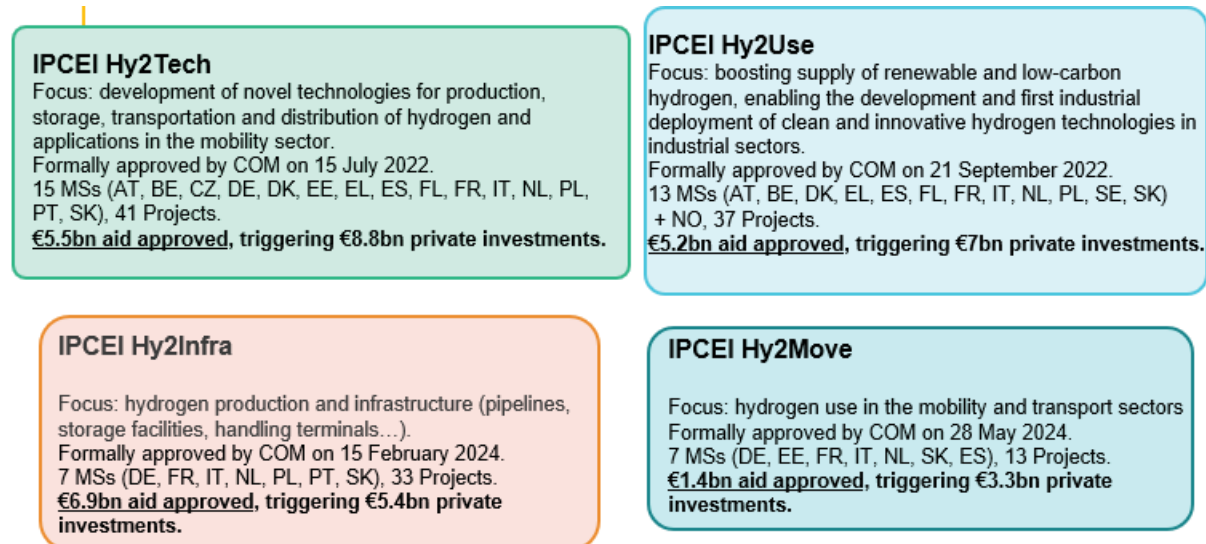 IPCEI Hy2Tech
Focus: development of novel technologies for production,
storage, transportation and distribution of hydrogen and
applications in the mobility sector.
Formally approved by COM on 15 July 2022.
15 MSs (AT, BE, CZ, DE, DK, EE, EL, ES, FL, FR, IT, NL, PL,
PT, SK), 41 Projects.
€5.5bn aid approved, triggering €8.8bn private investments.
IPCEI Hy2Use
Focus: boosting supply of renewable and low-carbon
hydrogen, enabling the development and first industrial
deployment of clean and innovative hydrogen technologies in
industrial sectors.
Formally approved by COM on 21 September 2022.
13 MSs (AT, BE, DK, EL, ES, FL, FR, IT, NL, PL, SE, SK)
+ NO, 37 Projects.
€5.2bn aid approved, triggering €7bn private investments.
IPCEI Hy2Infra
Focus: hydrogen production and infrastructure (pipelines,
storage facilities, handling terminals…).
Formally approved by COM on 15 February 2024.
7 MSs (DE, FR, IT, NL, PL, PT, SK), 33 Projects.
€6.9bn aid approved, triggering €5.4bn private
investments.
IPCEI Hy2Move
Focus: hydrogen use in the mobility and transport sectors
Formally approved by COM on 28 May 2024.
7 MSs (DE, EE, FR, IT, NL, SK, ES), 13 Projects.
€1.4bn aid approved, triggering €3.3bn private
investments.